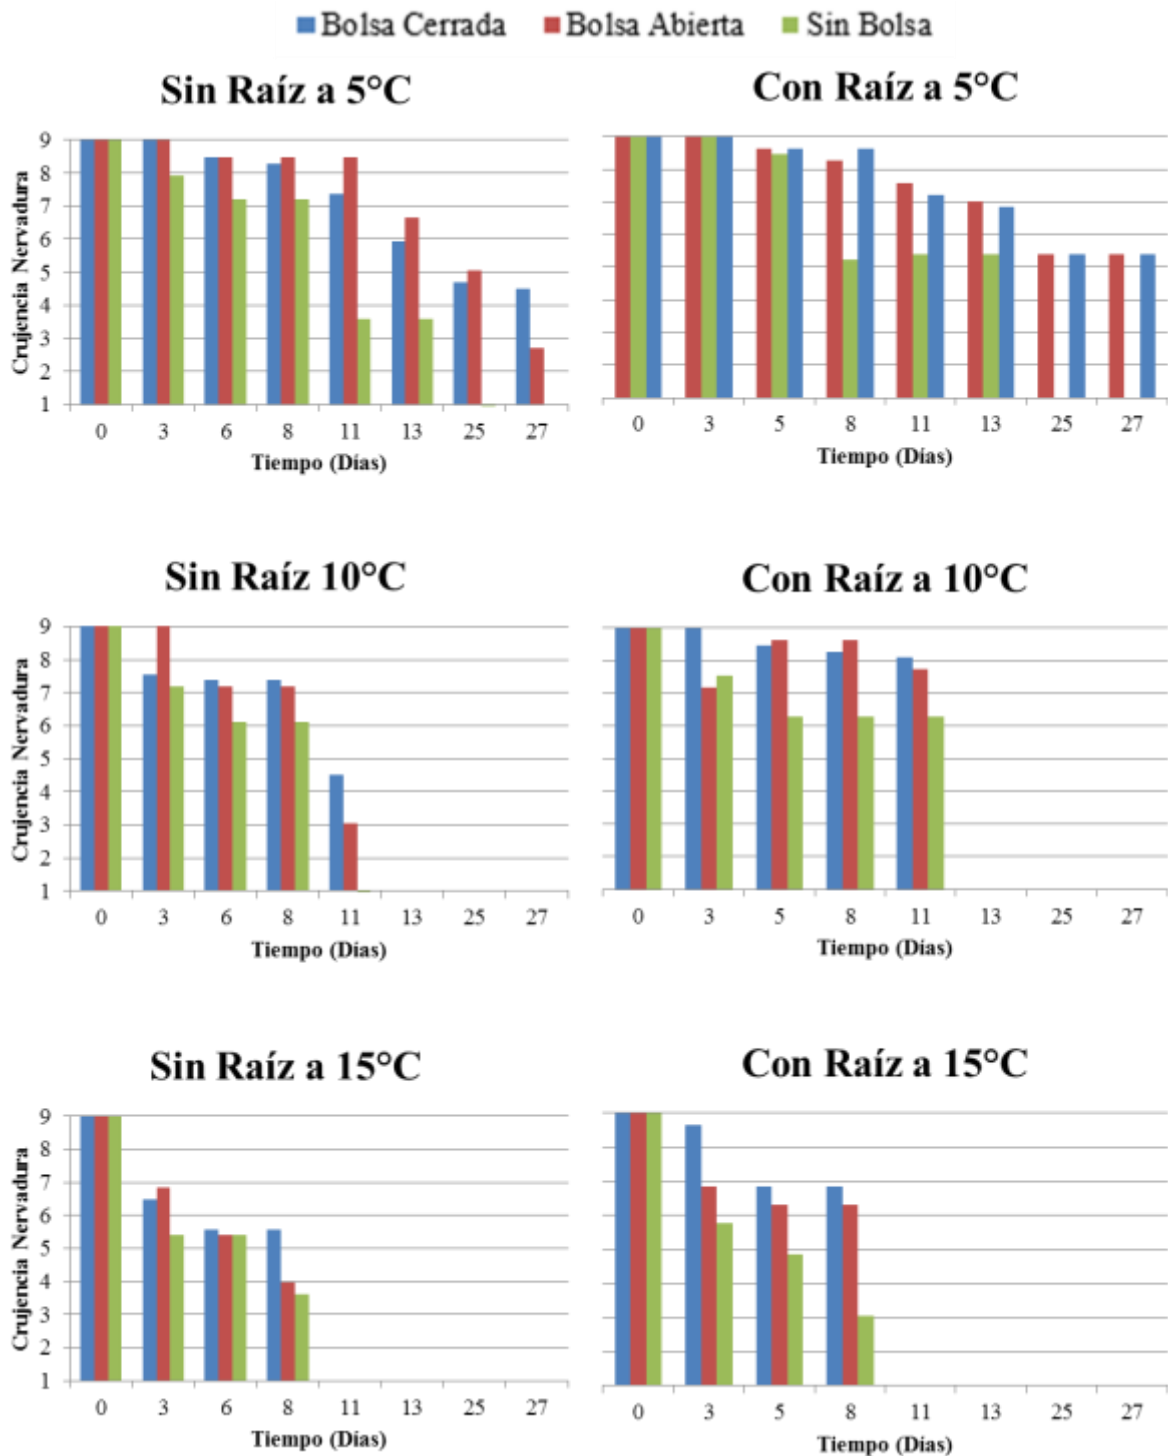 Bolsa Cerrada Bolsa Abierta Sin Bolsa
Sin Raíz a 5°C
Crujencia Nervadura
9
8
7
6
5
4
3
2
1
0 3 6 8 11 13 25 27
Tiempo (Días)
Con Raíz a 5°C
0 3 5 8 11 13 25 27
Tiempo (Días)
Sin Raíz 10°C
Crujencia Nervadura
9
8
7
6
5
4
3
2
1
0 3 6 8 11 13 25 27
Tiempo (Días)
Con Raíz a 10°C
0 3 5 8 11 13 25 27
Tiempo (Días)
Sin Raíz a 15°C
Crujencia Nervadura
9
8
7
6
5
4
3
2
1
0 3 6 8 11 13 25 27
Tiempo (Días)
Con Raíz a 15°C
0 3 5 8 11 13 25 27
Tiempo (Días)